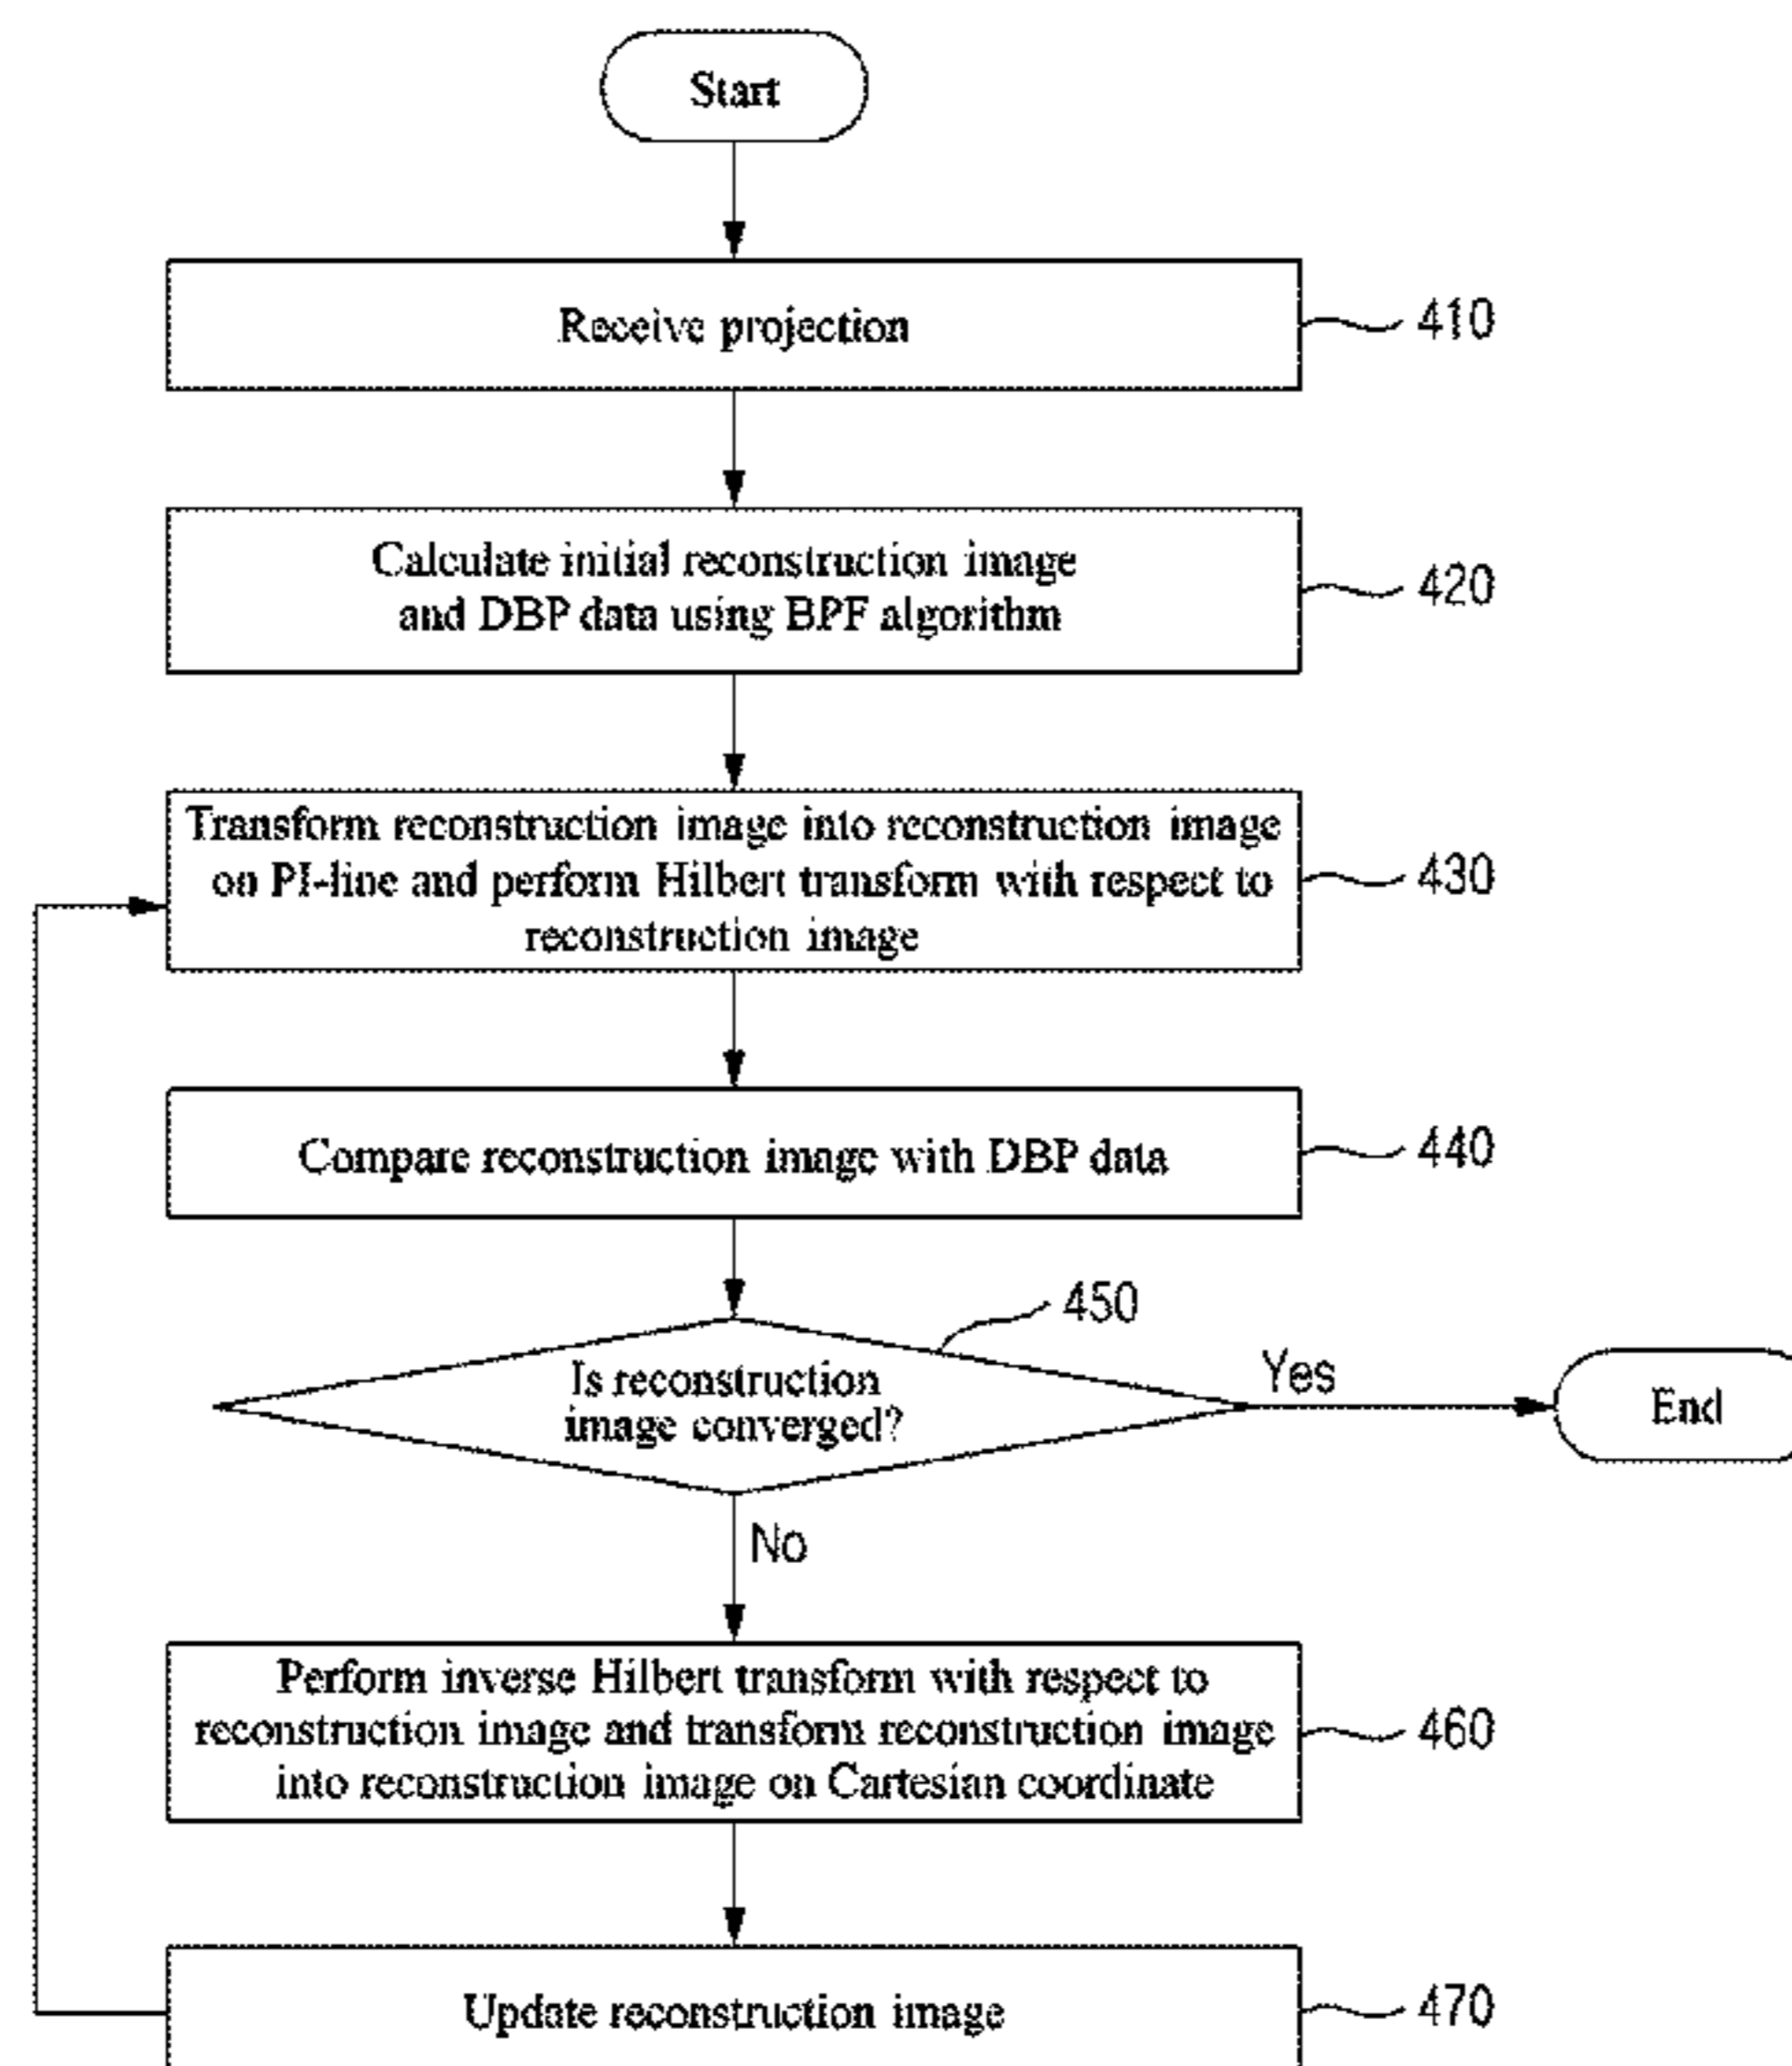 Start
Receive projection
410
Calculate initial reconstruction image
and DBP data using BPF algorithm
420
Transform reconstruction image into reconstruction image
on PI-line and perform Hilbert transform with respect to
reconstruction image
430
Compare reconstruction image with DBP data
440
450
Is reconstruction
image converged?
Yes
End
No
Perform inverse Hilbert transform with respect to
reconstruction image and transform reconstruction image
into reconstruction image on Cartesian coordinate
460
Update reconstruction image
470